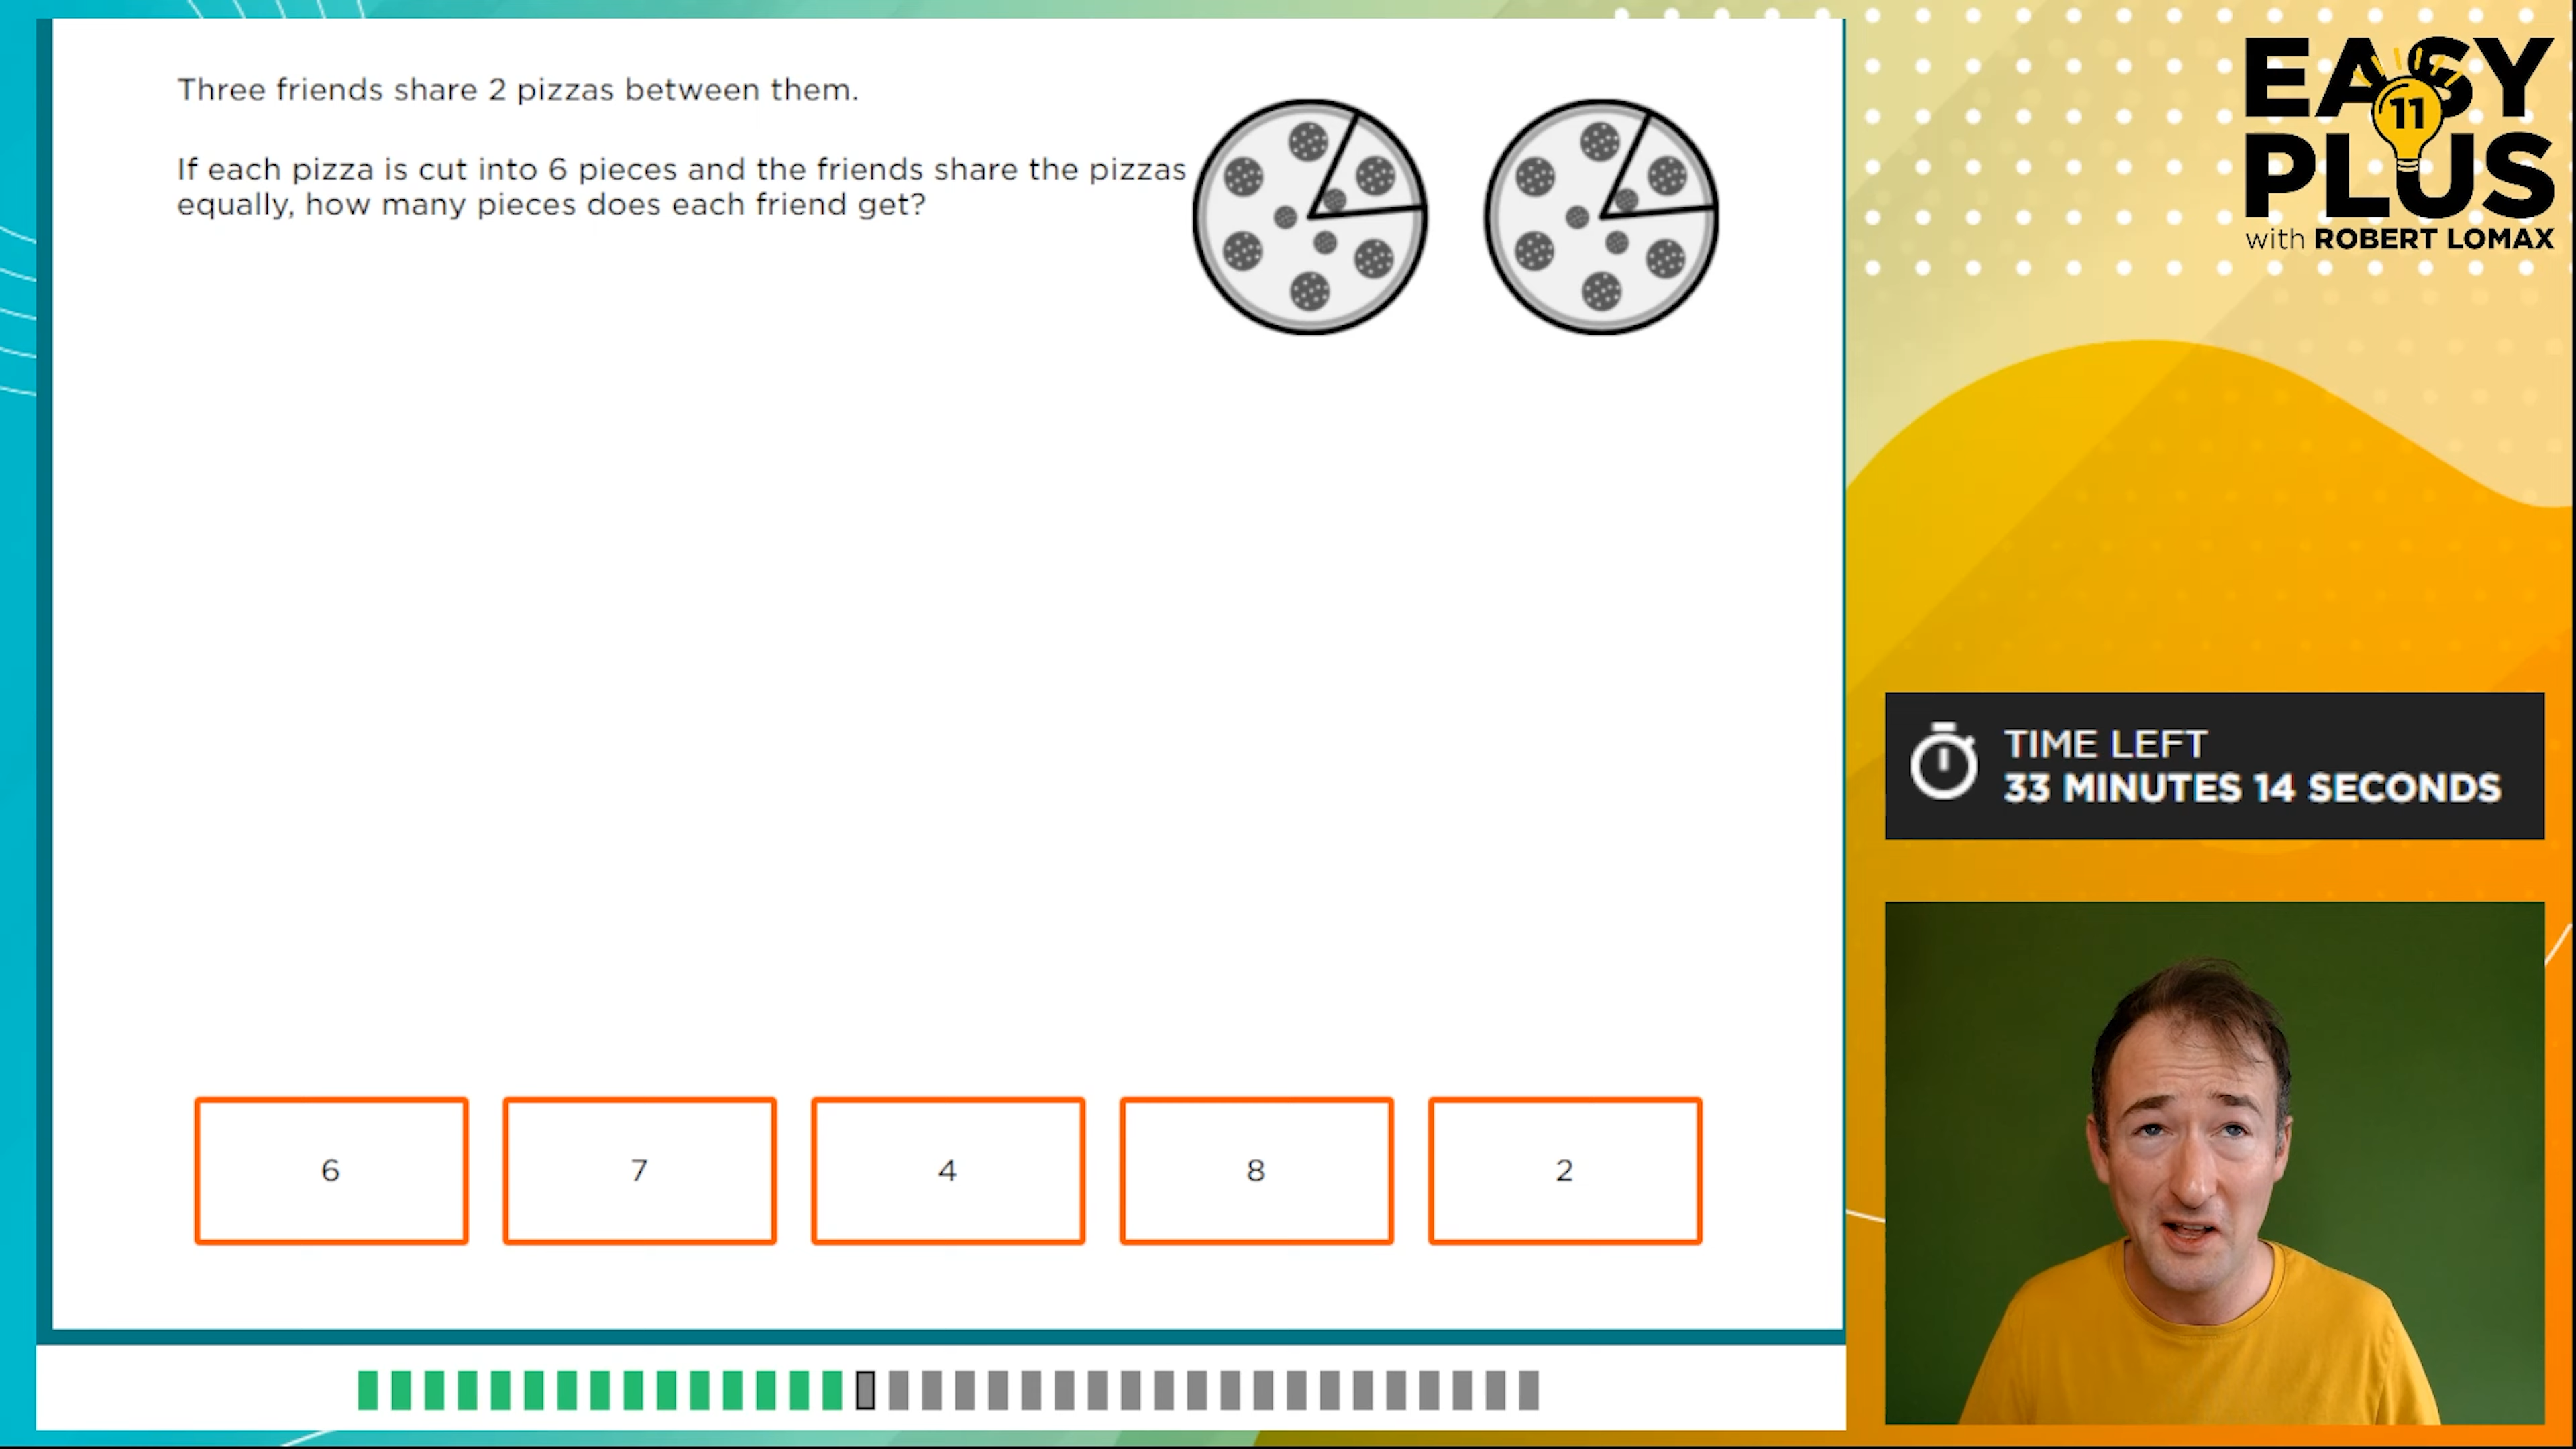 Three friends share 2 pizzas between them.
If each pizza is cut into 6 pieces and the friends share the pizzas
equally, how many pieces does each friend get?
6
7
4
8
2
EASY
11
PLUS
with ROBERT LOMAX
TIME LEFT
33 MINUTES 14 SECONDS